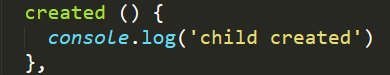 created () {
  console.log('child created')
},